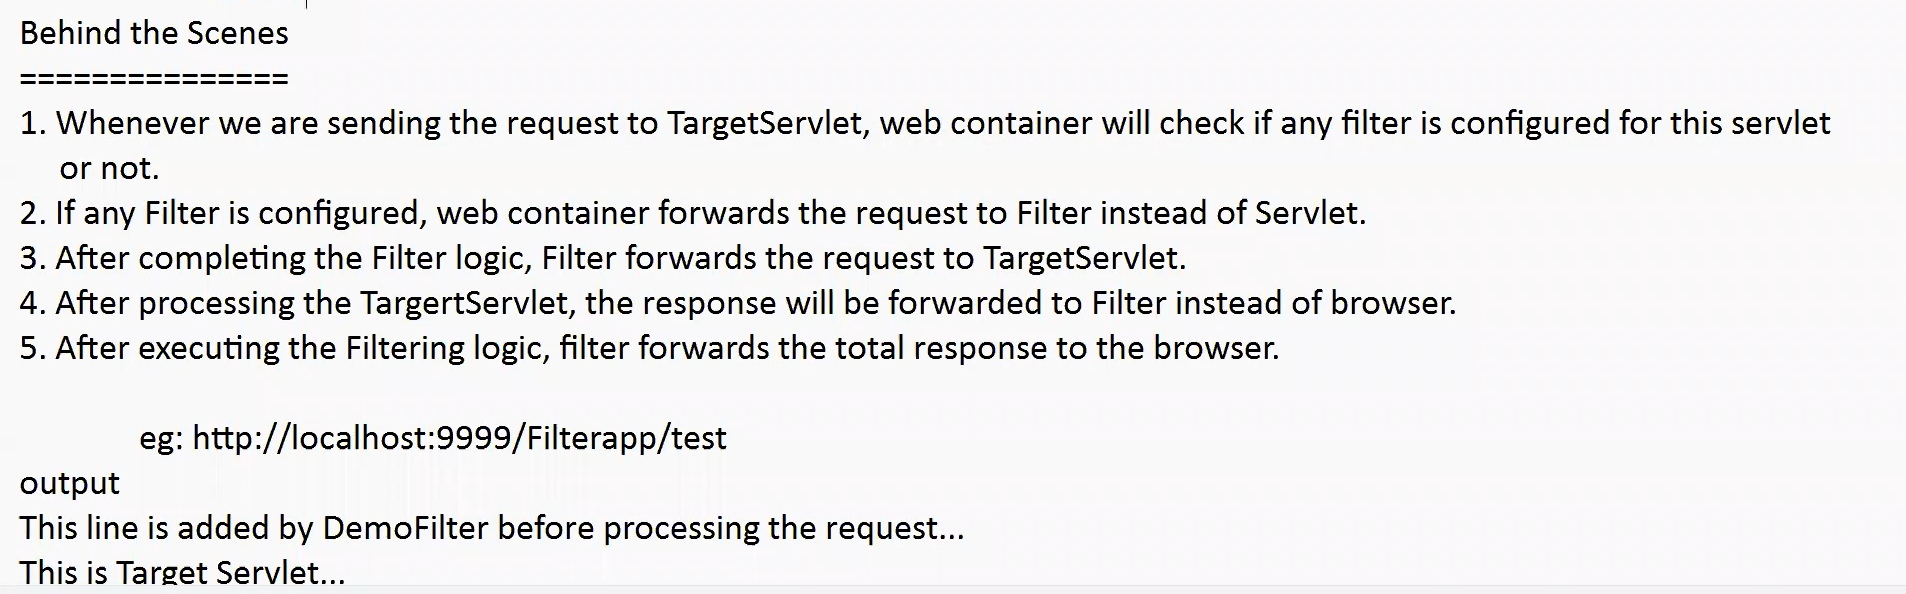 Behind the Scenes
===============
1. Whenever we are sending the request to TargetServlet, web container will check if any filter is configured for this servlet
or not.
2. If any Filter is configured, web container forwards the request to Filter instead of Servlet.
3. After completing the Filter logic, Filter forwards the request to TargetServlet.
4. After processing the TargertServlet, the response will be forwarded to Filter instead of browser.
5. After executing the Filtering logic, filter forwards the total response to the browser.
eg: http://localhost:9999/Filterapp/test
output
This line is added by DemoFilter before processing the request...
This is Target Servlet...